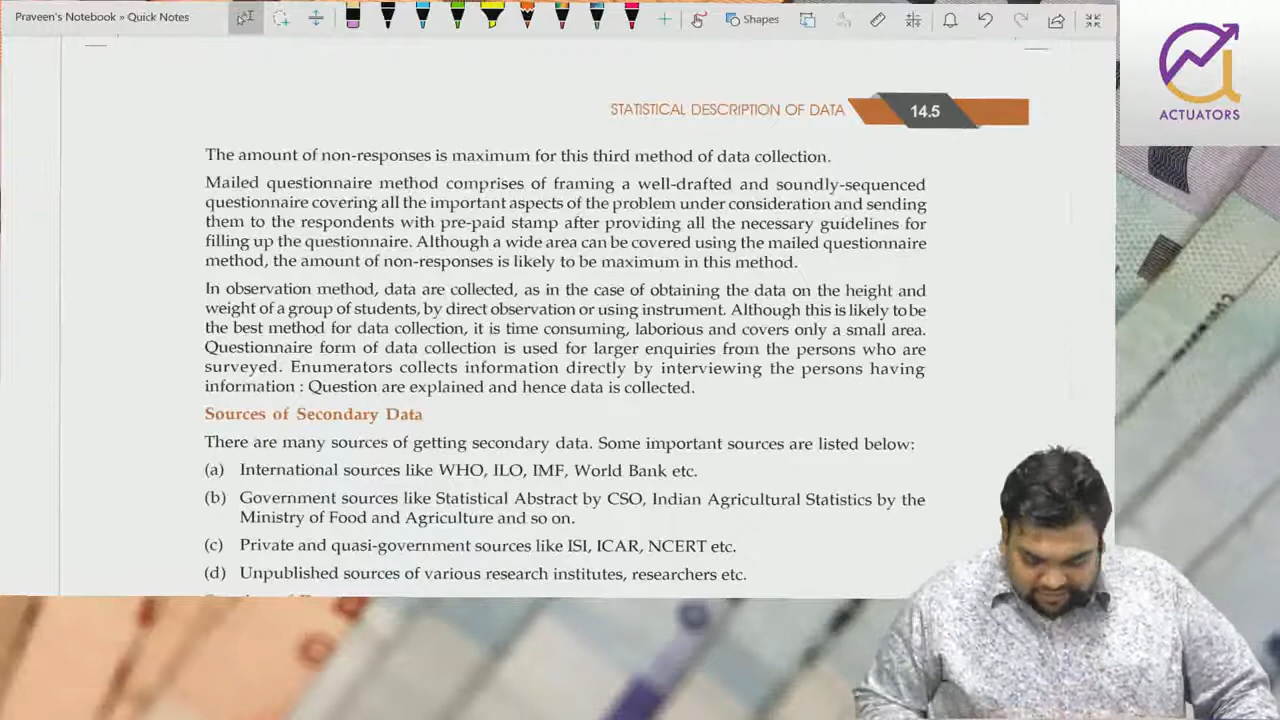 Praveen's Notebook » Quick Notes
Shapes
ACTUATORS
STATISTICAL DESCRIPTION OF DATA 14.5
The amount of non-responses is maximum for this third method of data collection.
Mailed questionnaire method comprises of framing a well-drafted and soundly-sequenced
questionnaire covering all the important aspects of the problem under consideration and sending
them to the respondents with pre-paid stamp after providing all the necessary guidelines for
filling up the questionnaire. Although a wide area can be covered using the mailed questionnaire
method, the amount of non-responses is likely to be maximum in this method.
In observation method, data are collected, as in the case of obtaining the data on the height and
weight of a group of students, by direct observation or using instrument. Although this is likely to be
the best method for data collection, it is time consuming, laborious and covers only a small area.
Questionnaire form of data collection is used for larger enquiries from the persons who are
surveyed. Enumerators collects information directly by interviewing the persons having
information : Question are explained and hence data is collected.
Sources of Secondary Data
There are many sources of getting secondary data. Some important sources are listed below:
(a) International sources like WHO, ILO, IMF, World Bank etc.
(b) Government sources like Statistical Abstract by CSO, Indian Agricultural Statistics by the
Ministry of Food and Agriculture and so on.
(c) Private and quasi-government sources like ISI, ICAR, NCERT etc.
(d) Unpublished sources of various research institutes, researchers etc.